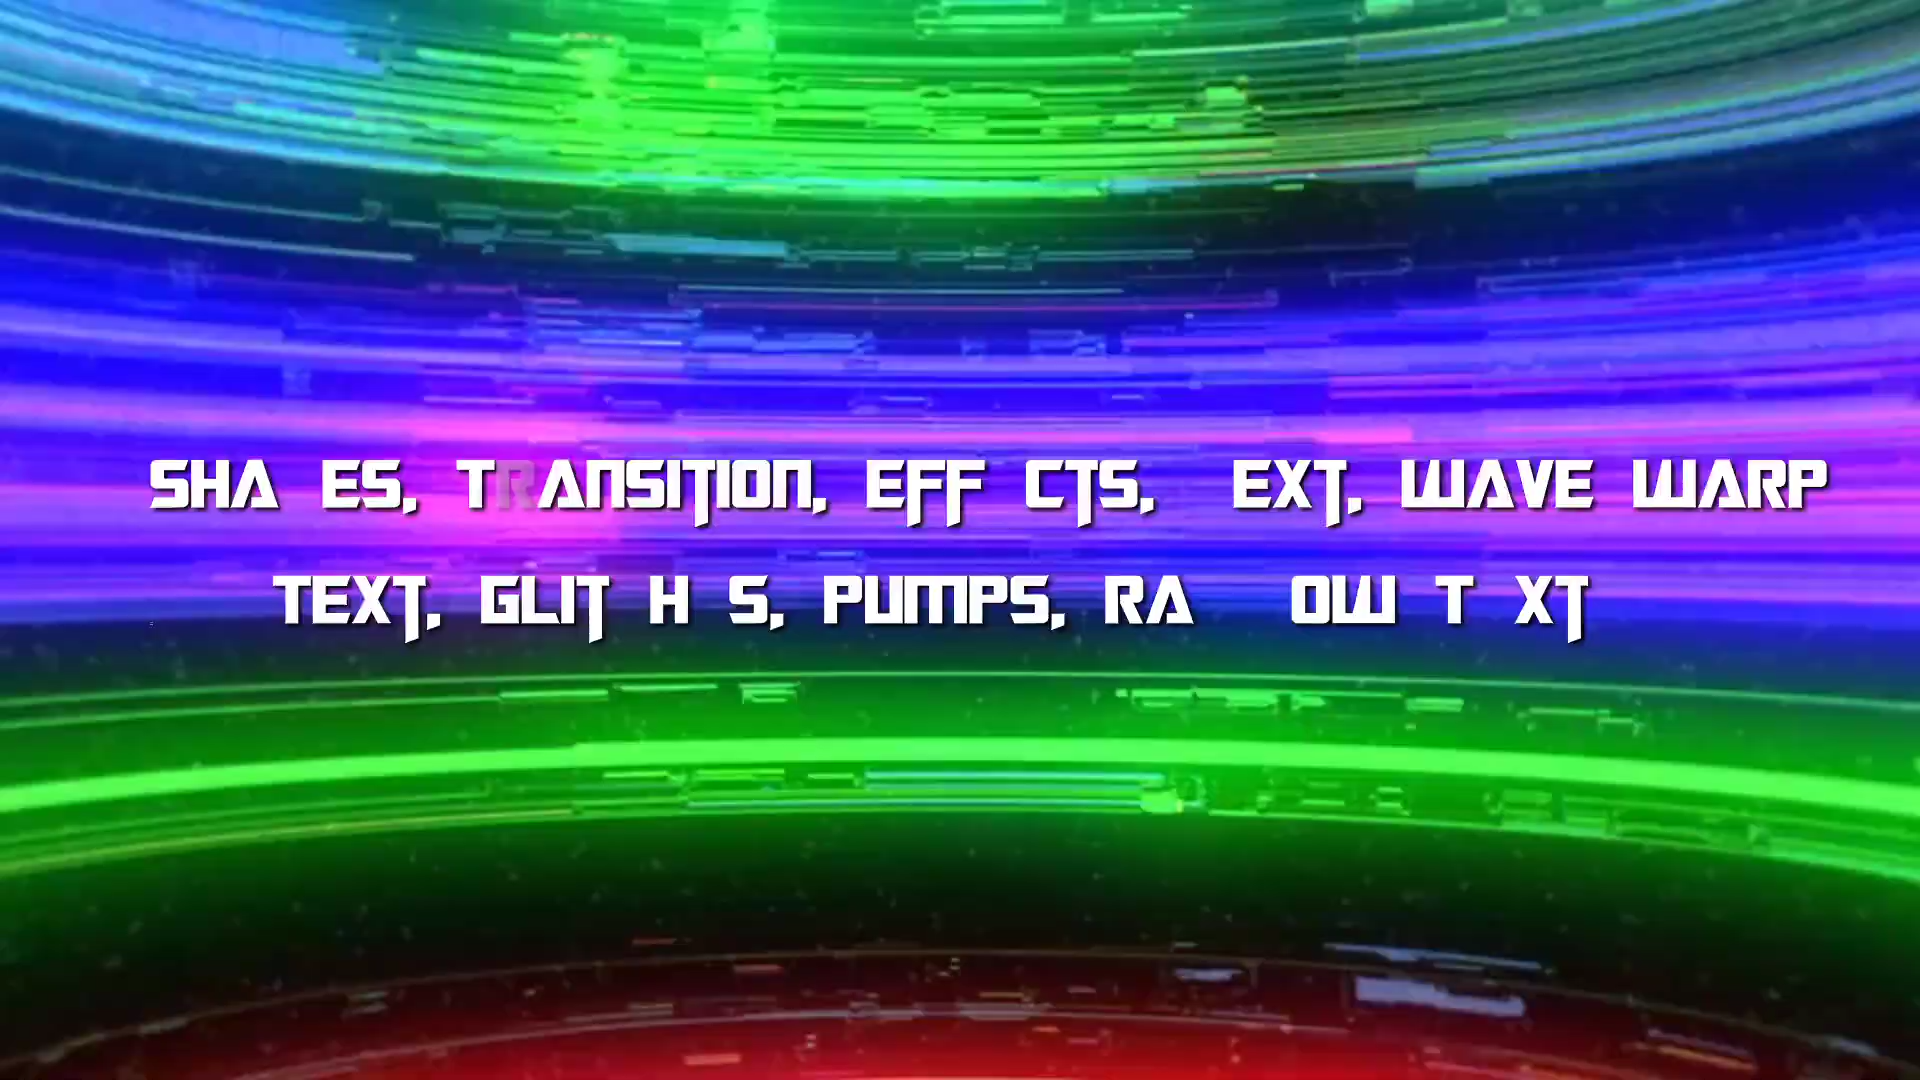 SHA ES, TRANSITION, EFF CTS, EXT, WAVE WARP
TEXT, GLIT H S, PUMPS, RA OW T XT